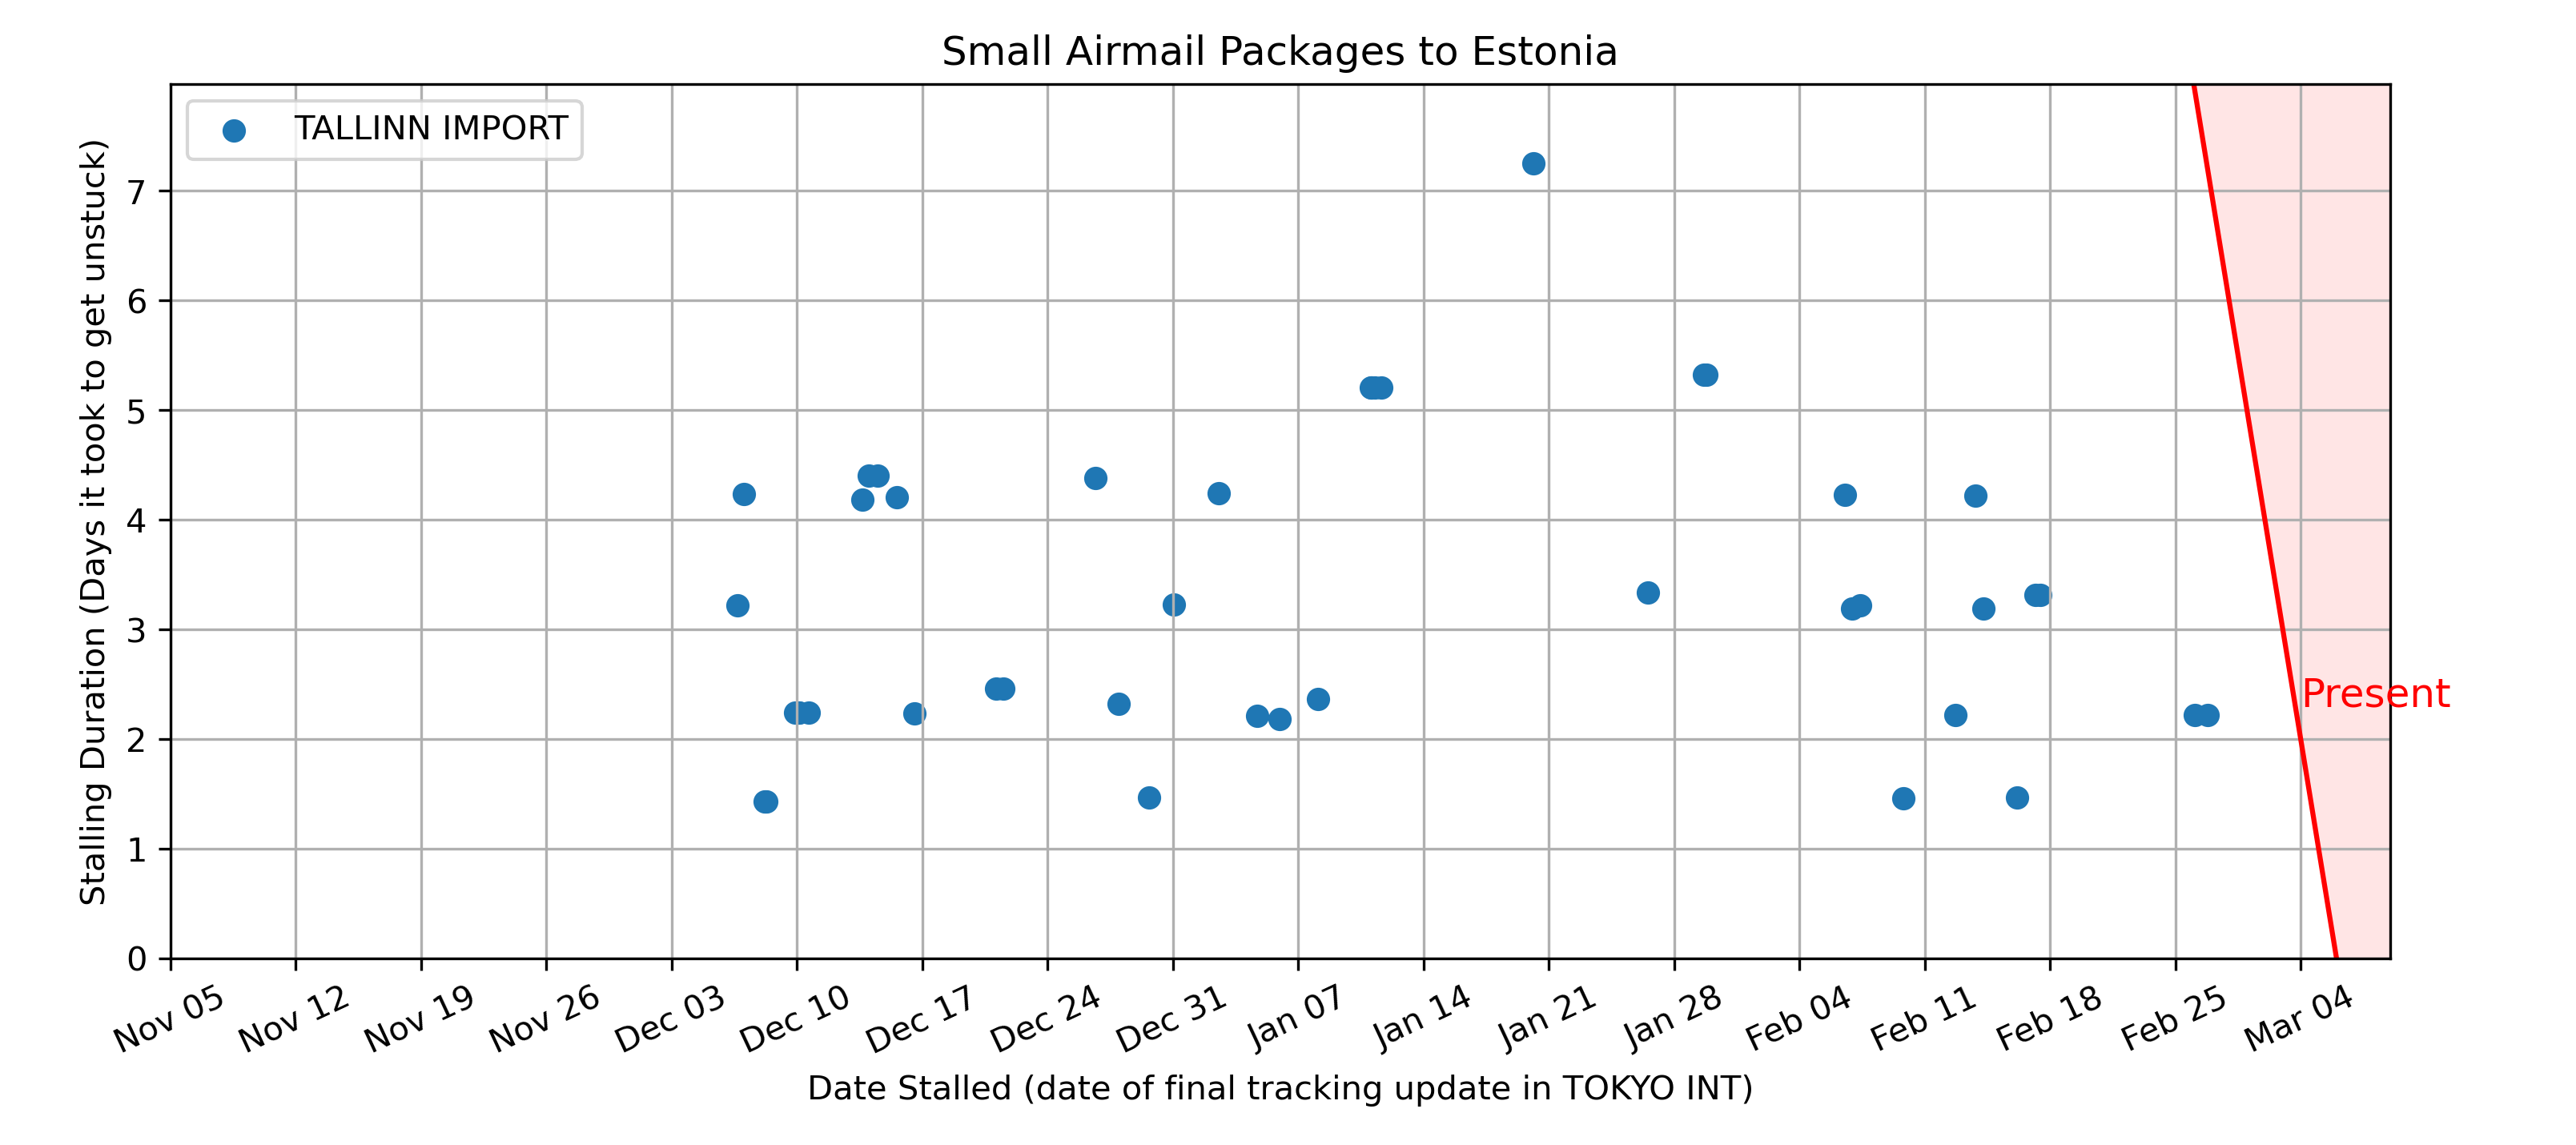 Small Airmail Packages to Estonia
TALLINN IMPORT
Stalling Duration (Days it took to get unstuck)
7
6
5
4
3
2
1
0
Present
Nov 05
Nov 12
Nov 19
Nov 26
Dec 03
Dec 10
Dec 17
Dec 24
Dec 31
Jan 07
Jan 14
Jan 21
Jan 28
Feb 04
Feb 11
Feb 18
Feb 25
Mar 04
Date Stalled (date of final tracking update in TOKYO INT)